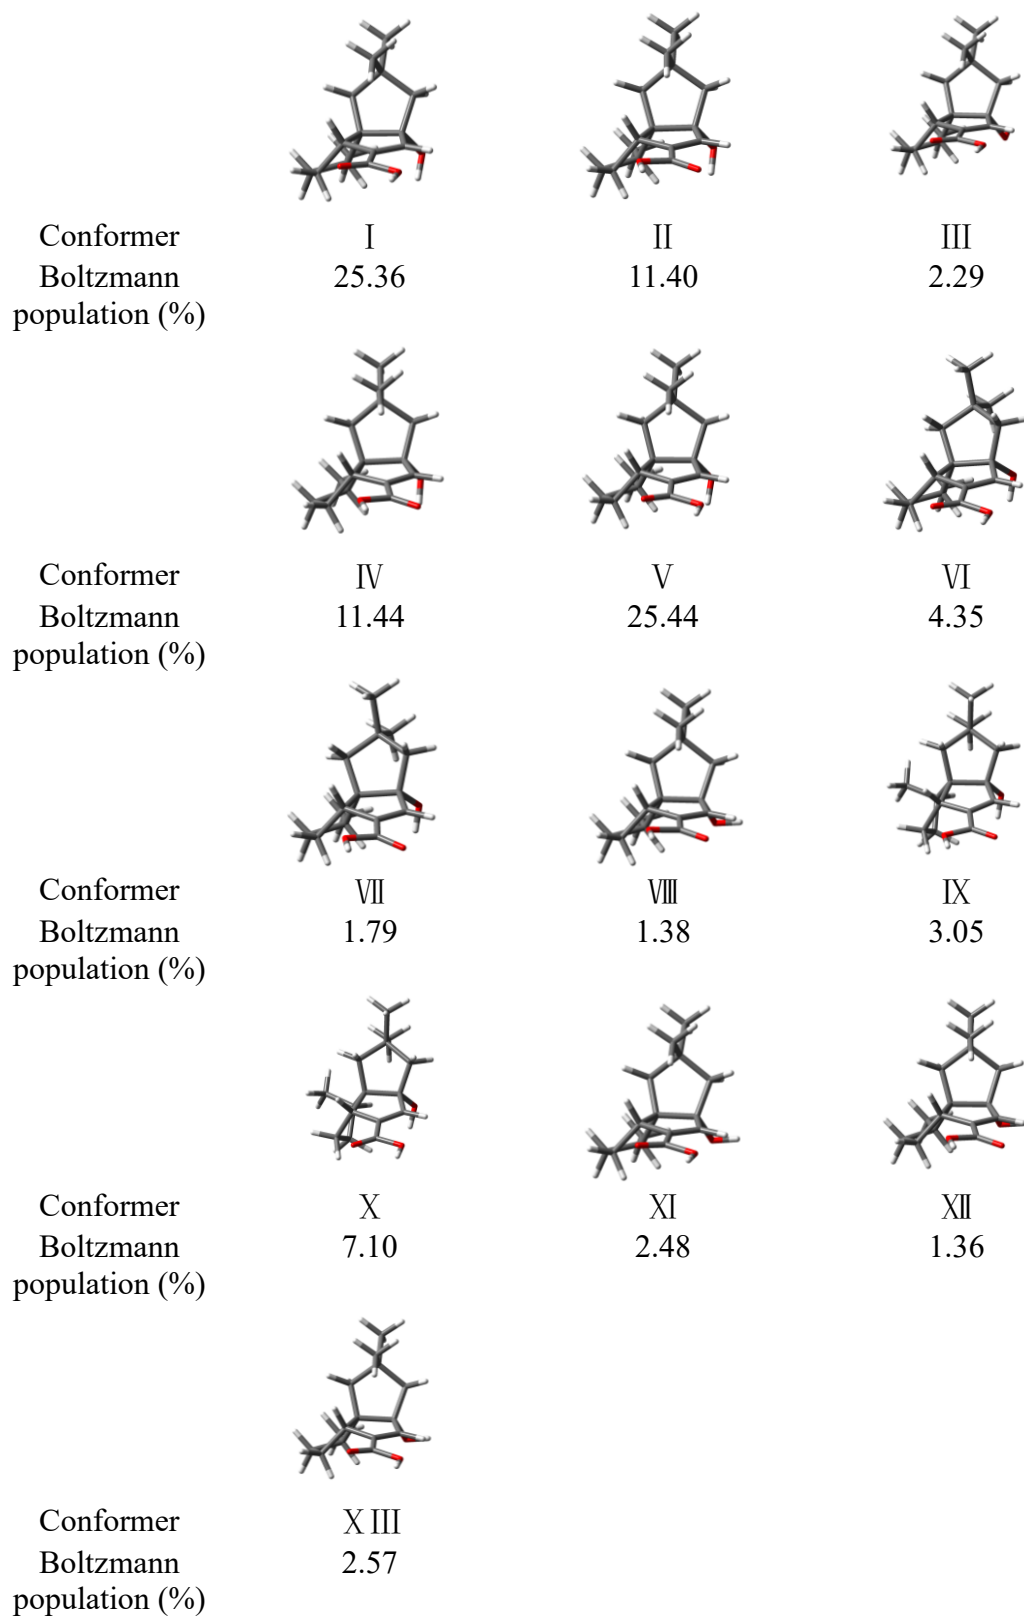 Conformer Ⅰ Ⅱ Ⅲ
Boltzmann 25.36 11.40 2.29
population (%)
Conformer Ⅳ Ⅴ Ⅵ
Boltzmann 11.44 25.44 4.35
population (%)
Conformer Ⅶ Ⅷ Ⅸ
Boltzmann 1.79 1.38 3.05
population (%)
Conformer Ⅹ Ⅺ Ⅻ
Boltzmann 7.10 2.48 1.36
population (%)
Conformer Ⅹ III
Boltzmann 2.57
population (%)